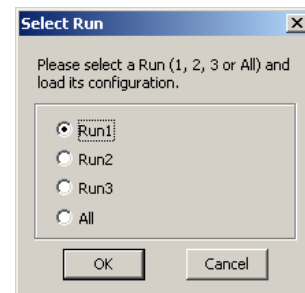 Select Run
Please select a Run (1, 2, 3 or All) and
load its configuration.
Run1
Run2
Run3
All
OK
Cancel